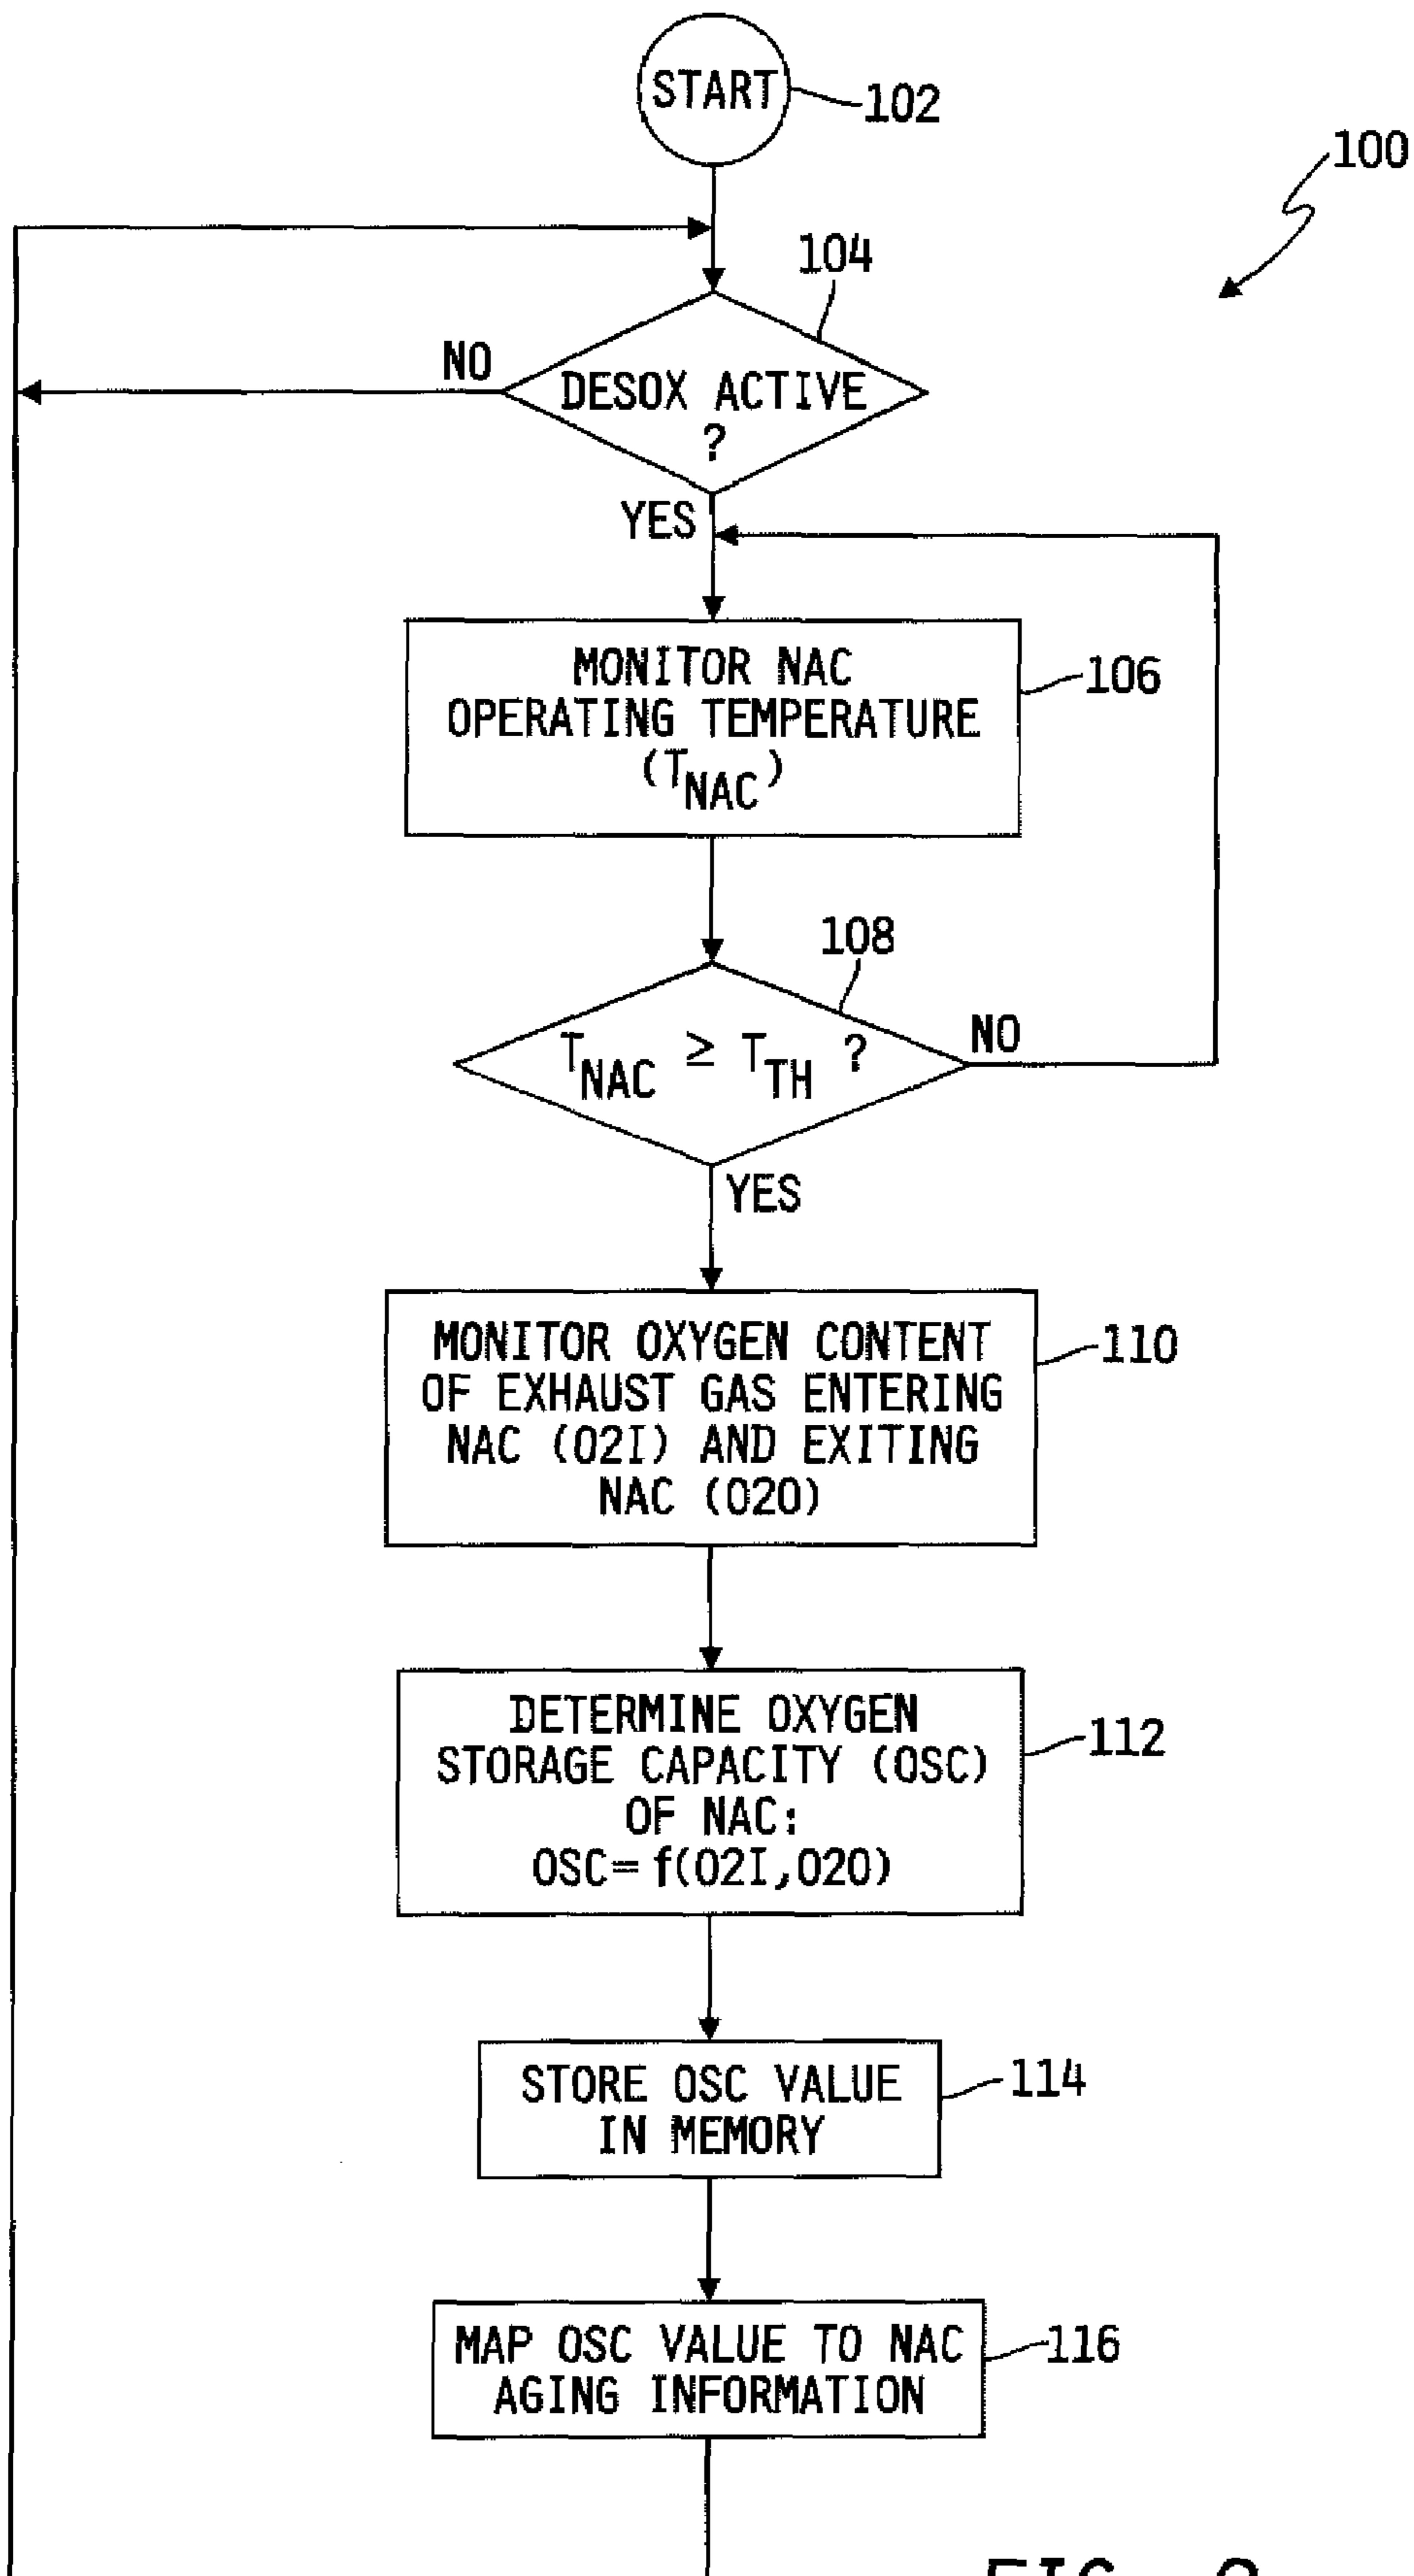 START
102
100
104
NO
DESOX ACTIVE
?
YES
MONITOR NAC
OPERATING TEMPERATURE
(TNAC)
106
108
TNAC ≥ TTH ?
NO
YES
MONITOR OXYGEN CONTENT
OF EXHAUST GAS ENTERING
NAC (O2I) AND EXITING
NAC (O2O)
110
DETERMINE OXYGEN
STORAGE CAPACITY (OSC)
OF NAC:
OSC=f(O2I,O2O)
112
STORE OSC VALUE
IN MEMORY
114
MAP OSC VALUE TO NAC
AGING INFORMATION
116